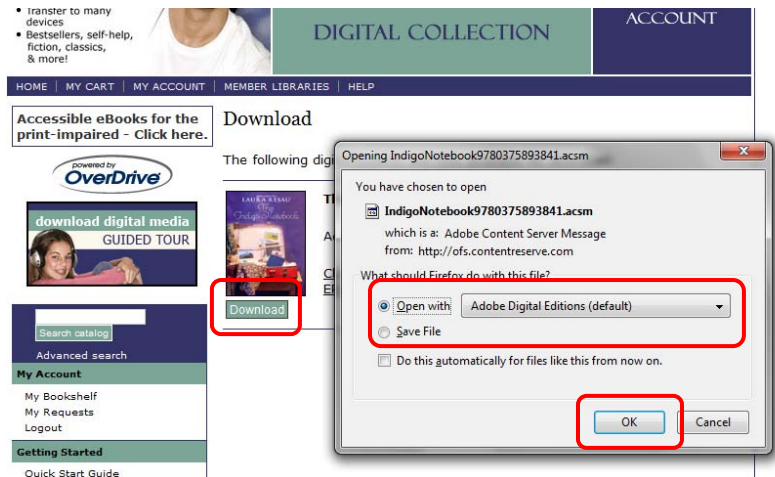 • Transfer to many
devices
• Bestsellers, self-help,
fiction, classics,
& more!
DIGITAL COLLECTION
ACCOUNT
HOME | MY CART | MY ACCOUNT | MEMBER LIBRARIES | HELP
Accessible eBooks for the
print-impaired - Click here.
powered by
OverDrive
download digital media
GUIDED TOUR
Search catalog
Advanced search
My Account
My Bookshelf
My Requests
Logout
Getting Started
Quick Start Guide
Download
The following digi
LAURA RESAU
The
Indigo Notebook
Download
Opening IndigoNotebook9780375893841.acsm
You have chosen to open
IndigoNotebook9780375893841.acsm
which is a: Adobe Content Server Message
from: http://ofs.contentreserve.com
What should Firefox do with this file?
Open with Adobe Digital Editions (default)
Save File
Do this automatically for files like this from now on.
OK Cancel